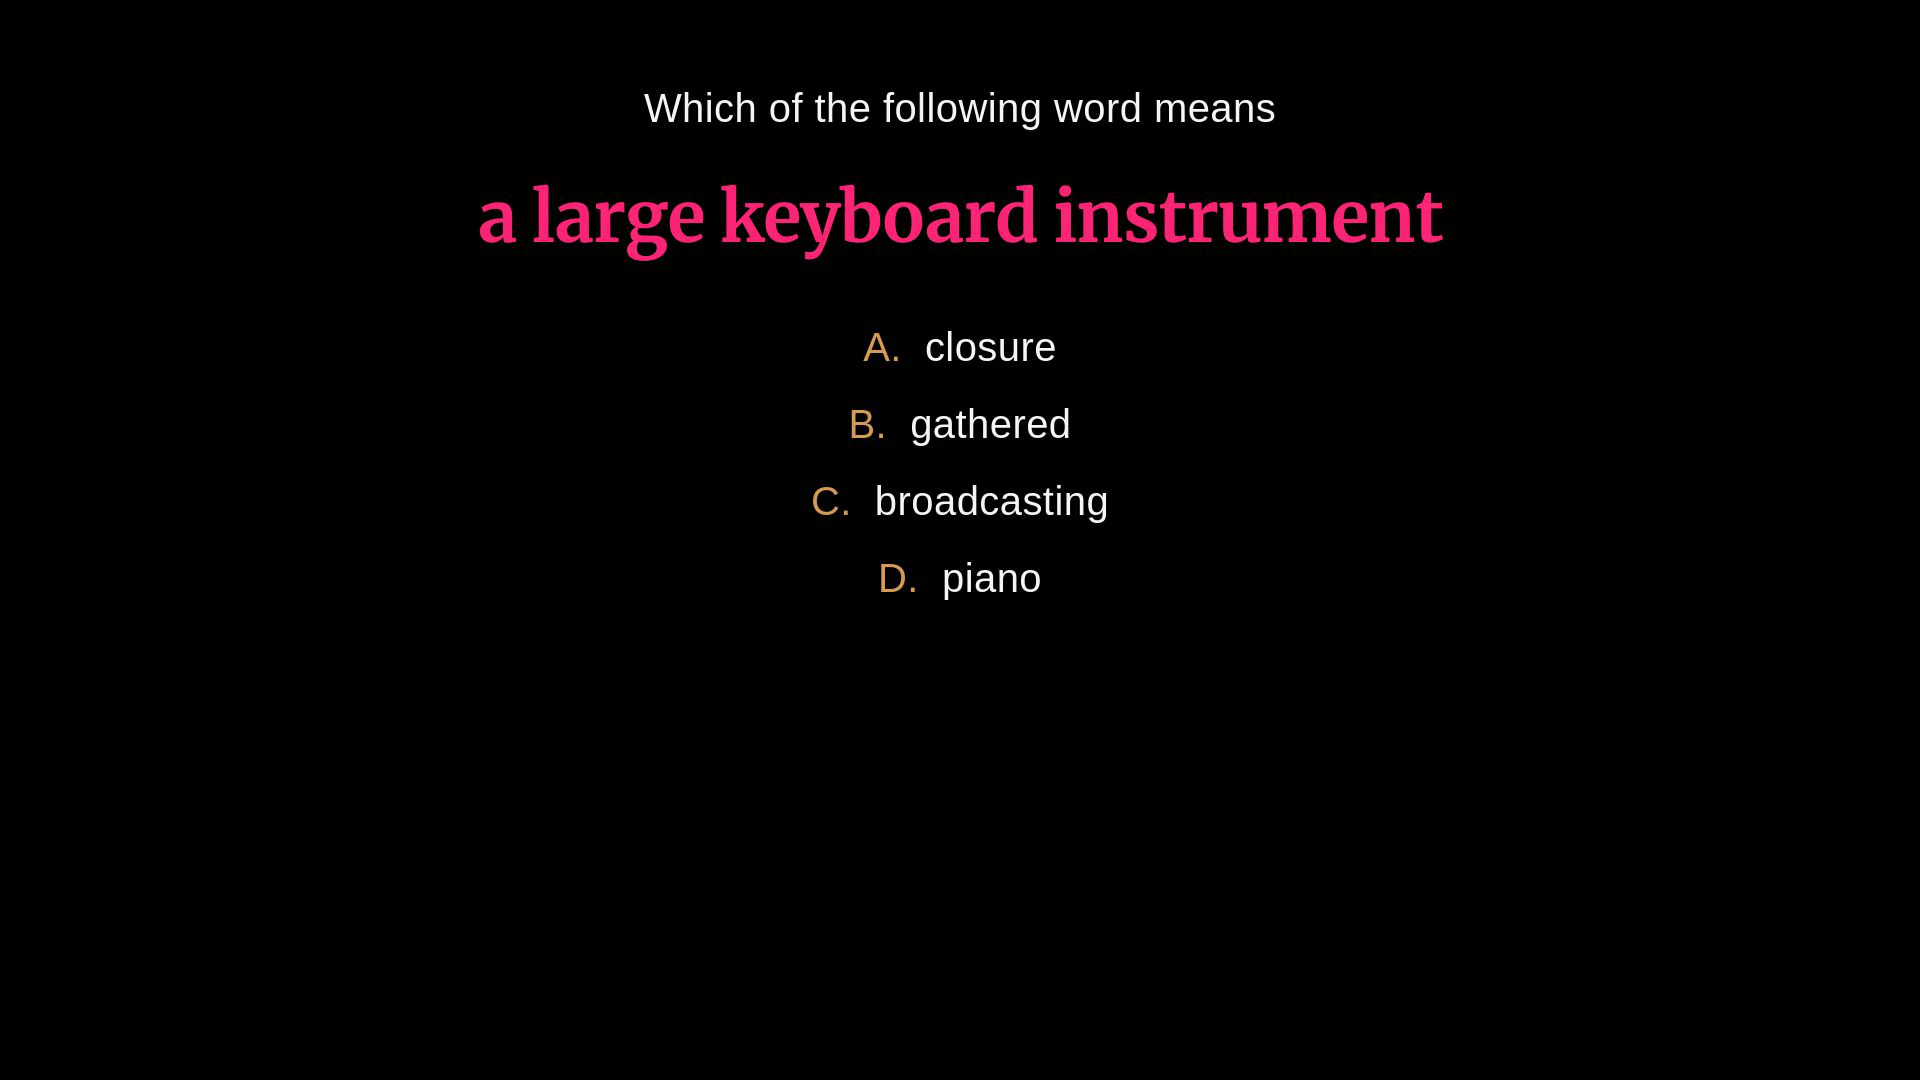 Which of the following word means
a large keyboard instrument
A. closure
B. gathered
C. broadcasting
D. piano